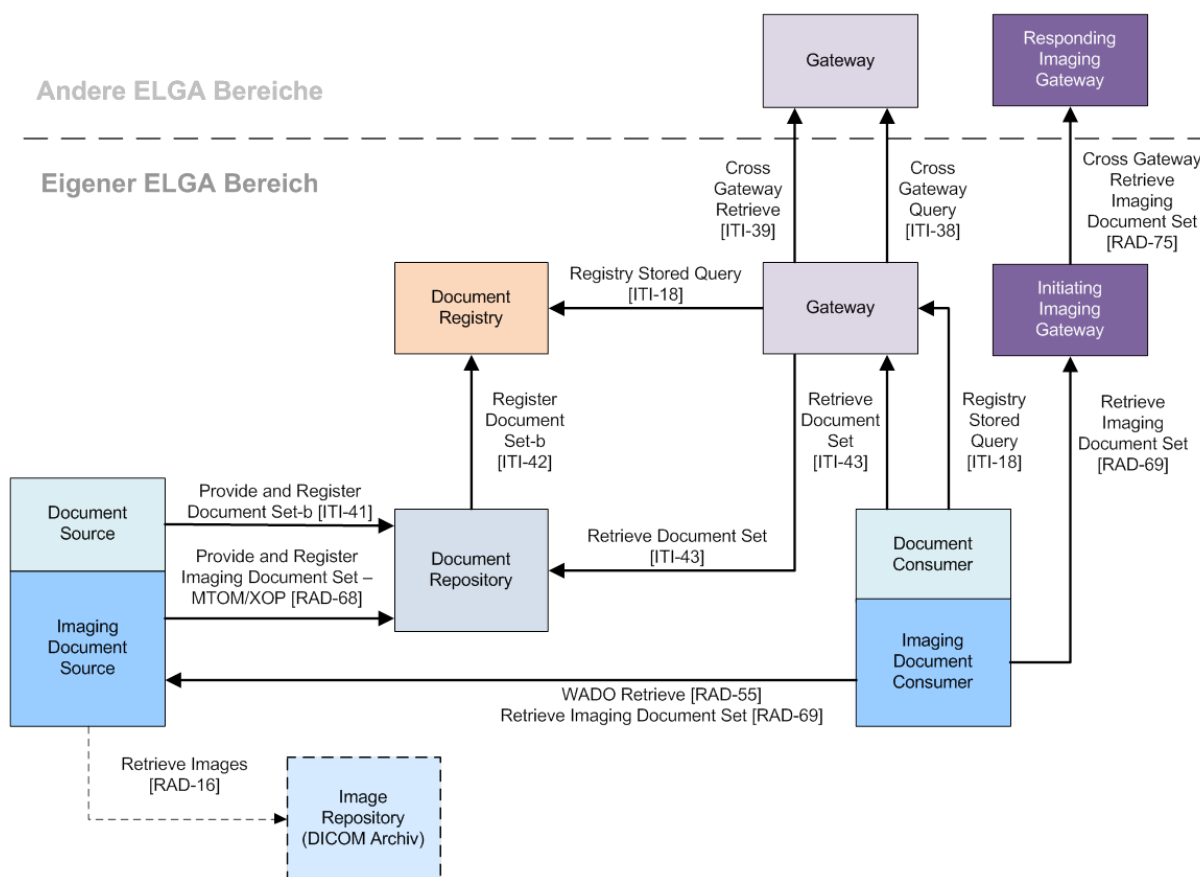 Andere ELGA Bereiche
Gateway
Responding
Imaging
Gateway
Eigener ELGA Bereich
Cross
Gateway
Retrieve
[ITI-39]
Cross
Gateway
Query
[ITI-38]
Cross Gateway
Retrieve
Imaging
Document Set
[RAD-75]
Document
Registry
Registry Stored Query
[ITI-18]
Gateway
Initiating
Imaging
Gateway
Register
Document
Set-b
[ITI-42]
Retrieve
Document
Set
[ITI-43]
Registry
Stored
Query
[ITI-18]
Retrieve
Imaging
Document Set
[RAD-69]
Document
Source
Provide and Register
Document Set-b [ITI-41]
Provide and Register
Imaging Document Set –
MTOM/XOP [RAD-68]
Document
Repository
Retrieve Document Set
[ITI-43]
Document
Consumer
Imaging
Document
Source
Imaging
Document
Consumer
WADO Retrieve [RAD-55]
Retrieve Imaging Document Set [RAD-69]
Retrieve Images
[RAD-16]
Image
Repository
(DICOM Archiv)